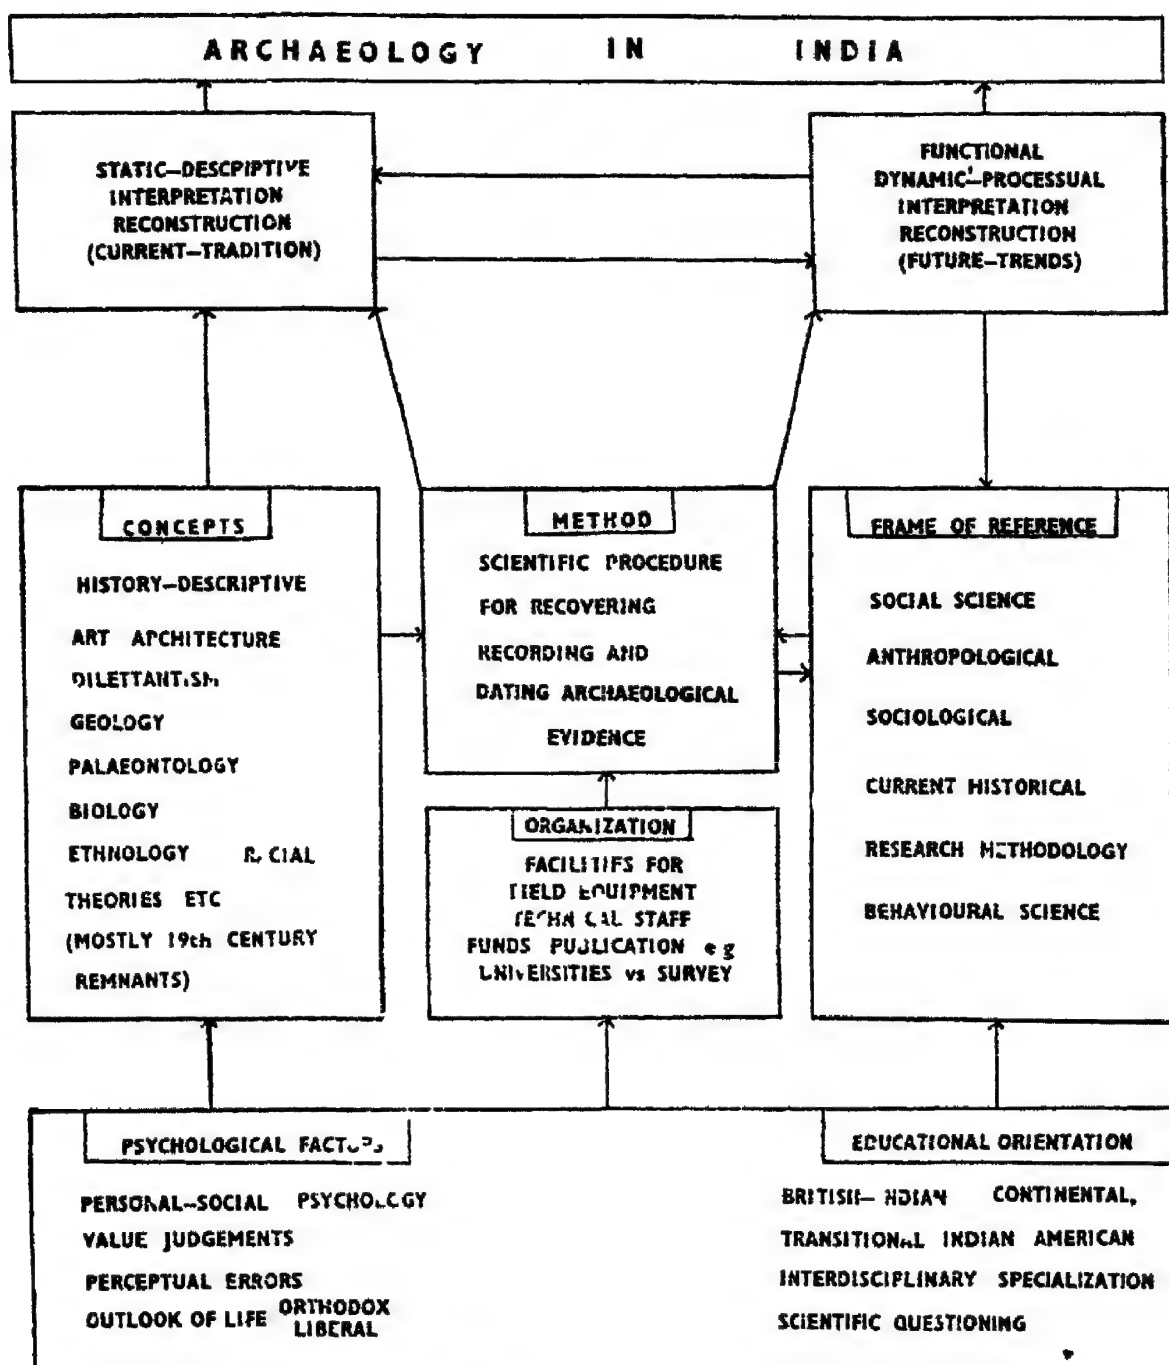 ARCHAEOLOGY IN INDIA
STATIC-DESCRIPTIVE
INTERPRETATION
RECONSTRUCTION
(CURRENT-TRADITION)
FUNCTIONAL
DYNAMIC-PROCESSUAL
INTERPRETATION
RECONSTRUCTION
(FUTURE-TRENDS)
CONCEPTS
HISTORY-DESCRIPTIVE
ART ARCHITECTURE
DILETTANTISM
GEOLOGY
PALAEONTOLOGY
BIOLOGY
ETHNOLOGY RACIAL
THEORIES ETC
(MOSTLY 19th CENTURY
REMNANTS)
METHOD
SCIENTIFIC PROCEDURE
FOR RECOVERING
RECORDING AND
DATING ARCHAEOLOGICAL
EVIDENCE
ORGANIZATION
FACILITIES FOR
FIELD EQUIPMENT
TECHNICAL STAFF
FUNDS PUBLICATION e g
UNIVERSITIES vs SURVEY
FRAME OF REFERENCE
SOCIAL SCIENCE
ANTHROPOLOGICAL
SOCIOLOGICAL
CURRENT HISTORICAL
RESEARCH METHODOLOGY
BEHAVIOURAL SCIENCE
PSYCHOLOGICAL FACTORS
PERSONAL-SOCIAL PSYCHOLOGY
VALUE JUDGEMENTS
PERCEPTUAL ERRORS
OUTLOOK OF LIFE ORTHODOX
LIBERAL
EDUCATIONAL ORIENTATION
BRITISH-INDIAN CONTINENTAL,
TRANSITIONAL INDIAN AMERICAN
INTERDISCIPLINARY SPECIALIZATION
SCIENTIFIC QUESTIONING